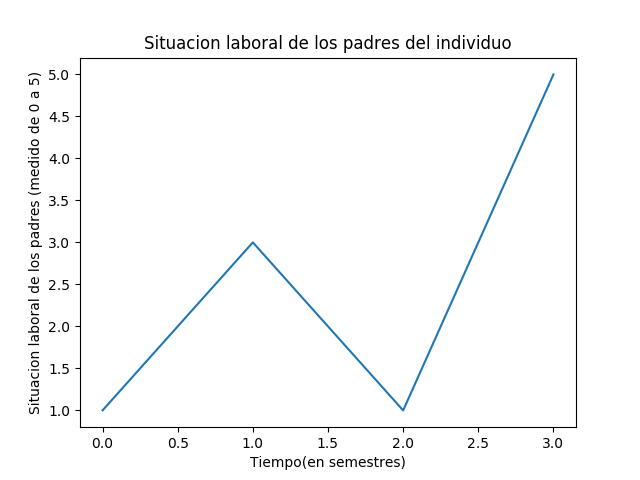 Situacion laboral de los padres del individuo
Situacion laboral de los padres (medido de 0 a 5)
5.0
4.5
4.0
3.5
3.0
2.5
2.0
1.5
1.0
0.0 0.5 1.0 1.5 2.0 2.5 3.0
Tiempo(en semestres)